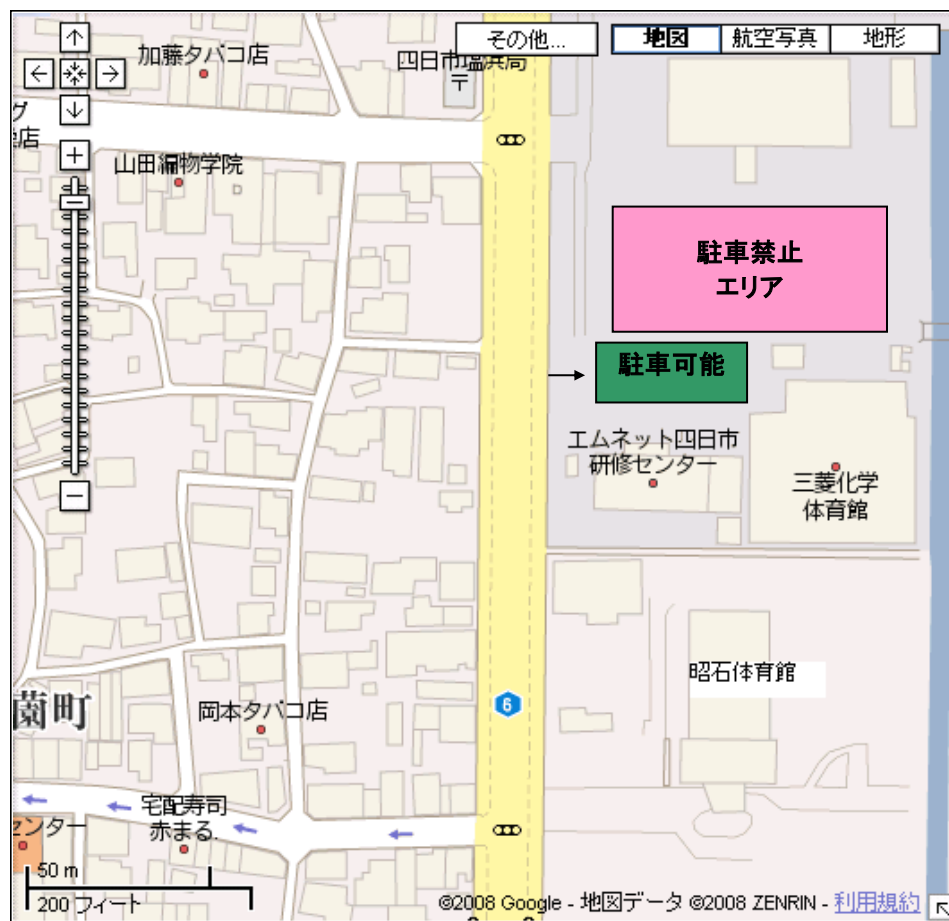 その他...
地図
航空写真
地形
加藤タバコ店
四日市塩浜局
〒
グ
店
山田編物学院
駐車禁止
エリア
駐車可能
エムネット四日市
研修センター
三菱化学
体育館
昭石体育館
6
薗町
岡本タバコ店
宅配寿司
赤まる.
センター
50 m
200 フィート
©2008 Google - 地図データ ©2008 ZENRIN - 利用規約